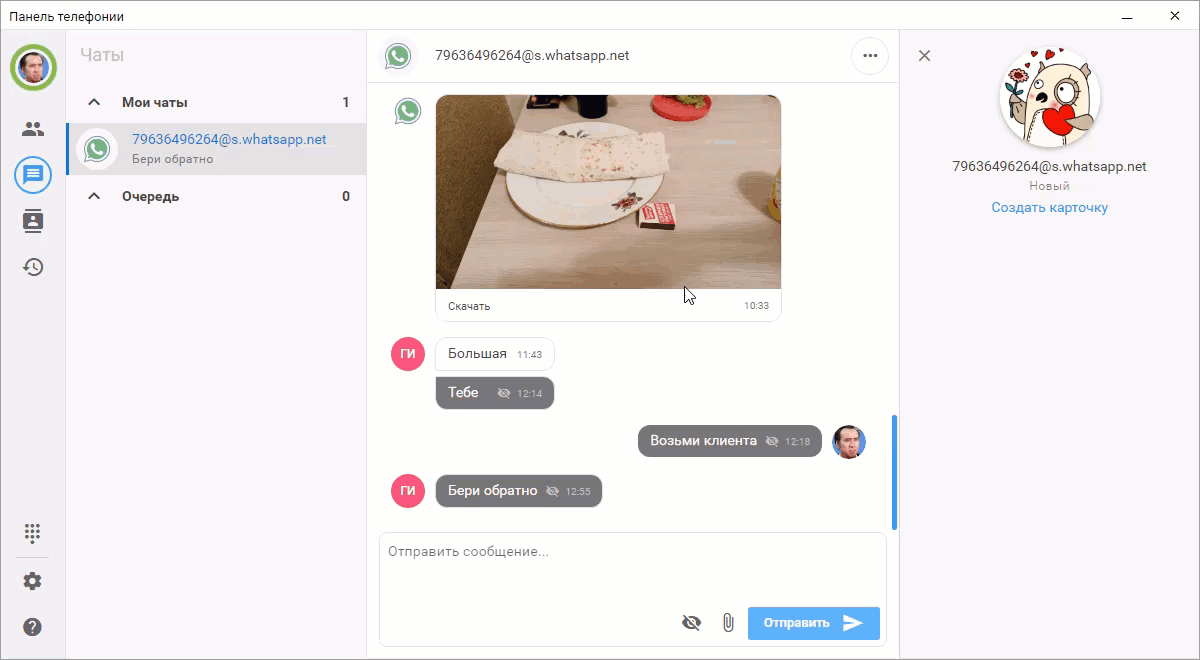 Панель телефонии
Чаты
Мои чаты 1
79636496264@s.whatsapp.net
Бери обратно
Очередь 0
79636496264@s.whatsapp.net
Скачать 10:33
ГИ Большая 11:43
Тебе 12:14
Возьми клиента 12:18
ГИ Бери обратно 12:55
Отправить сообщение...
Отправить
79636496264@s.whatsapp.net
Новый
Создать карточку